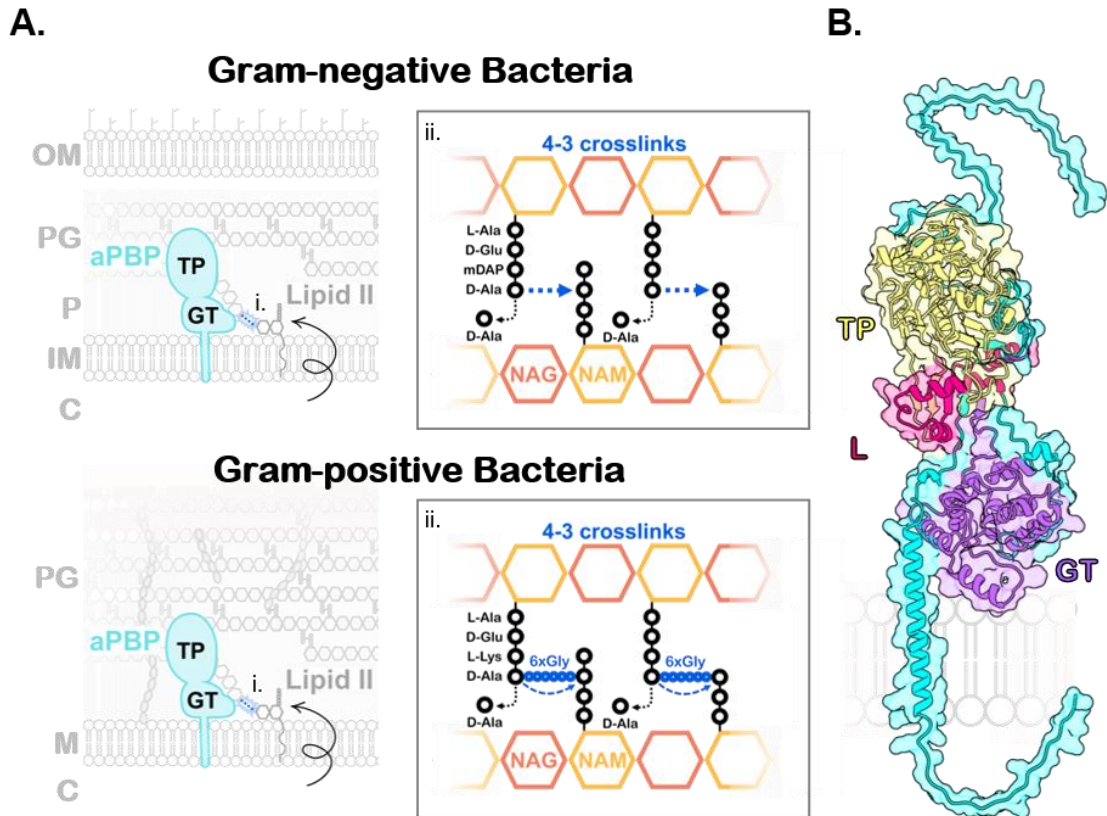 A.
B.
Gram-negative Bacteria
OM
PG
aPBP
TP
P
i.
Lipid II
GT
IM
C
ii.
4-3 crosslinks
L-Ala
D-Glu
mDAP
D-Ala
D-Ala
D-Ala
NAG
NAM
Gram-positive Bacteria
PG
aPBP
TP
i.
Lipid II
GT
M
C
ii.
4-3 crosslinks
L-Ala
D-Glu
L-Lys
6xGly
6xGly
D-Ala
D-Ala
D-Ala
NAG
NAM
TP
L
GT